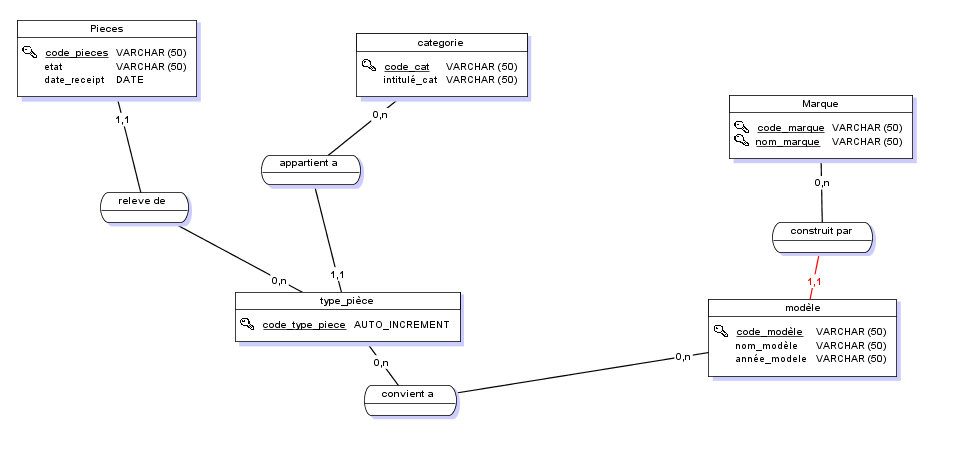 Pieces
code_pieces VARCHAR (50)
etat VARCHAR (50)
date_receipt DATE
categorie
code_cat VARCHAR (50)
intitulé_cat VARCHAR (50)
Marque
code_marque VARCHAR (50)
nom_marque VARCHAR (50)
1,1
0,n
appartient a
0,n
releve de
construit par
0,n
1,1
1,1
type_pièce
code_type_piece AUTO_INCREMENT
modèle
code_modèle VARCHAR (50)
nom_modèle VARCHAR (50)
année_modele VARCHAR (50)
0,n
0,n
convient a